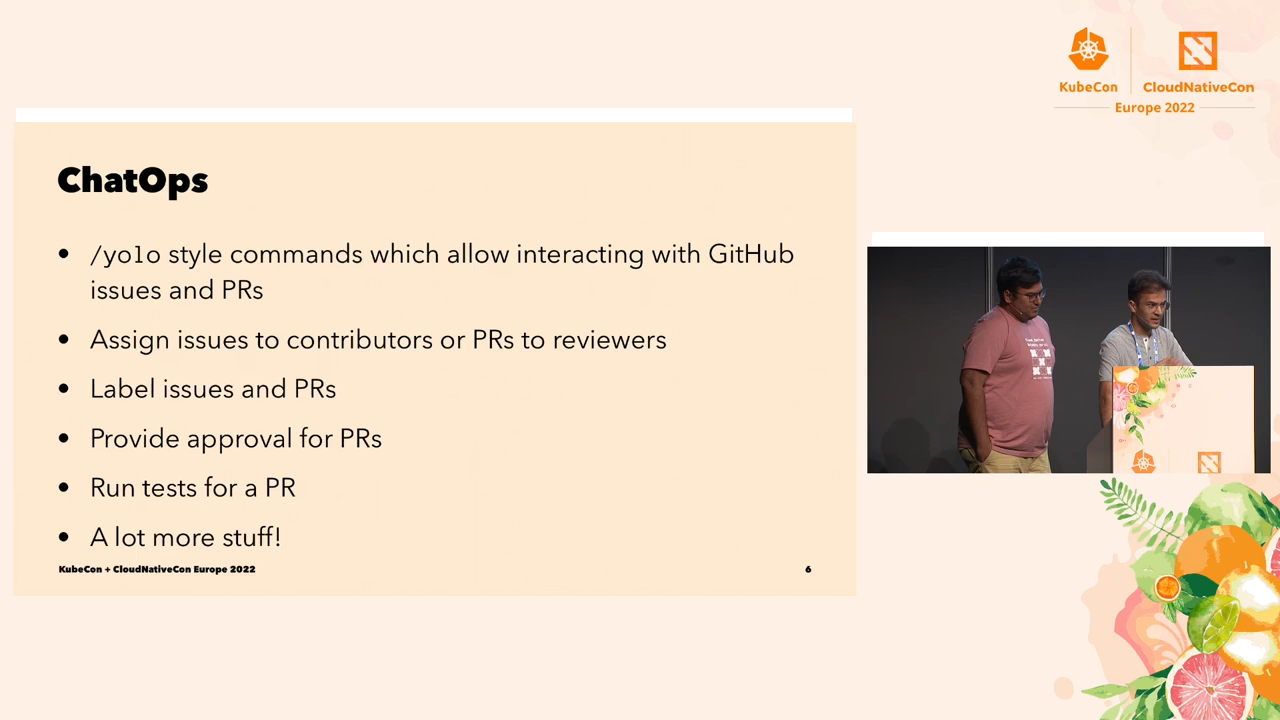 KubeCon
CloudNativeCon
Europe 2022
ChatOps
• /yolo style commands which allow interacting with GitHub
issues and PRs
• Assign issues to contributors or PRs to reviewers
• Label issues and PRs
• Provide approval for PRs
• Run tests for a PR
• A lot more stuff!
KubeCon + CloudNativeCon Europe 2022
6